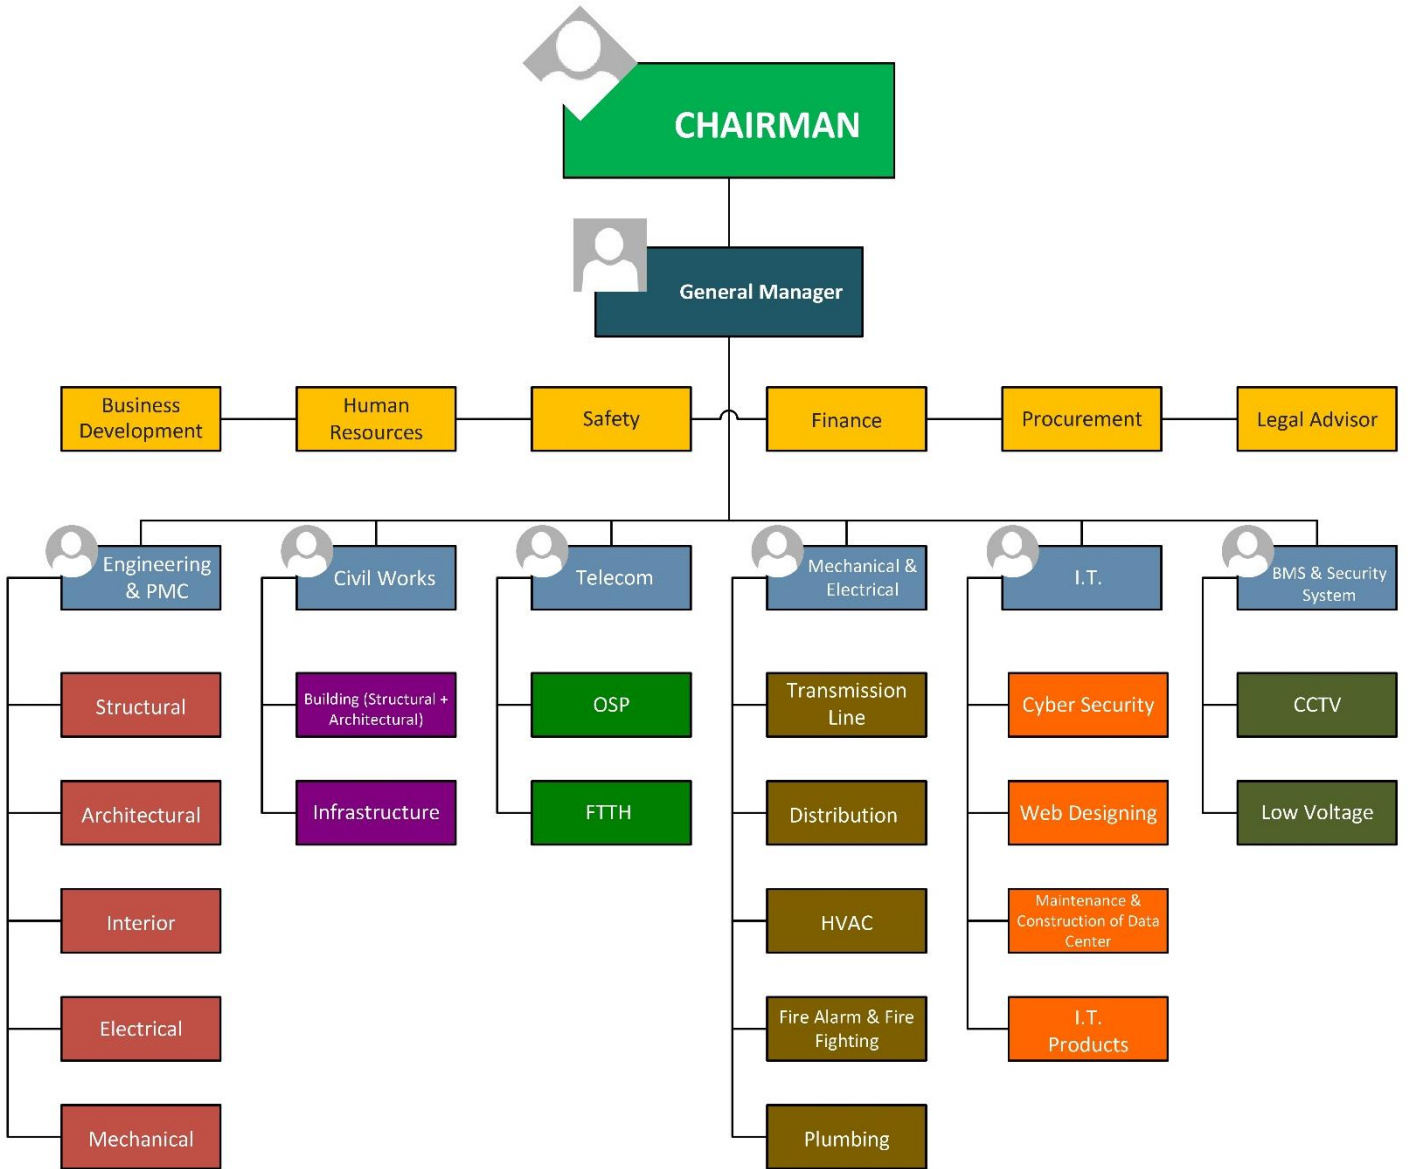 CHAIRMAN
General Manager
Business
Development
Human
Resources
Safety
Finance
Procurement
Legal Advisor
Engineering
& PMC
Civil Works
Telecom
Mechanical &
Electrical
I.T.
BMS & Security
System
Structural
Building (Structural +
Architectural)
OSP
Transmission
Line
Cyber Security
CCTV
Architectural
Infrastructure
FTTH
Distribution
Web Designing
Low Voltage
Interior
HVAC
Maintenance &
Construction of Data
Center
Electrical
Fire Alarm & Fire
Fighting
I.T.
Products
Mechanical
Plumbing